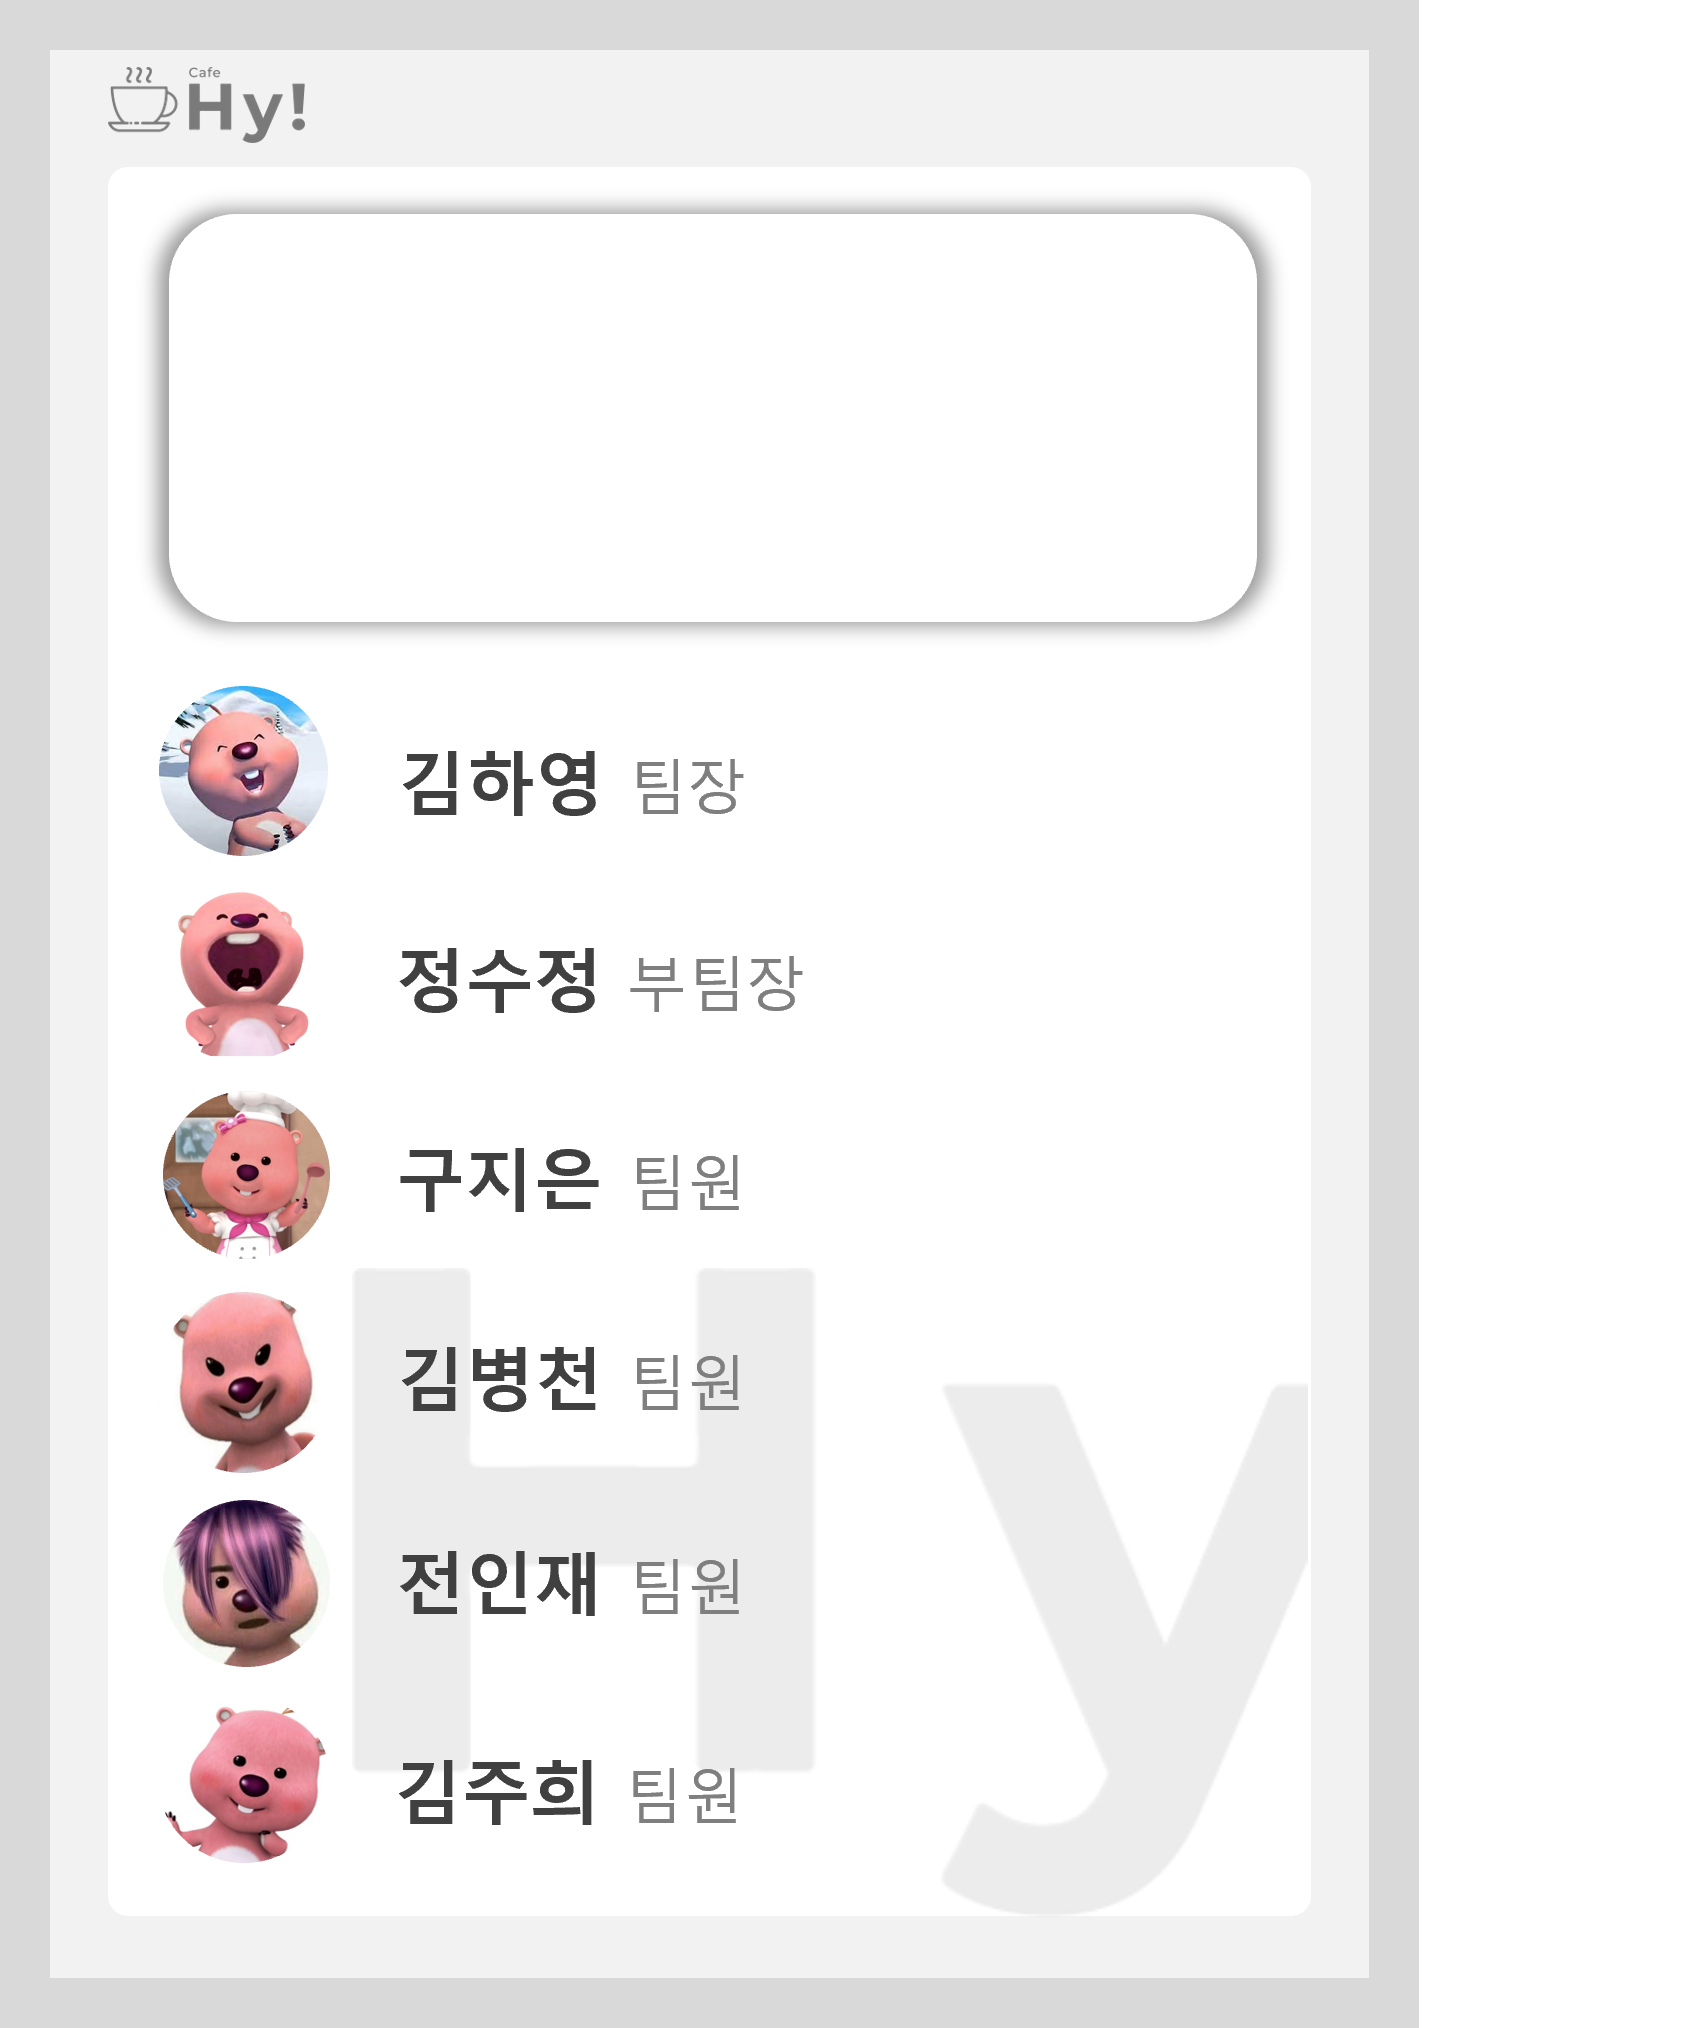 Cafe
Hy!
김하영 팀장
정수정 부팀장
구지은 팀원
김병천 팀원
전인재 팀원
김주희 팀원
Hy